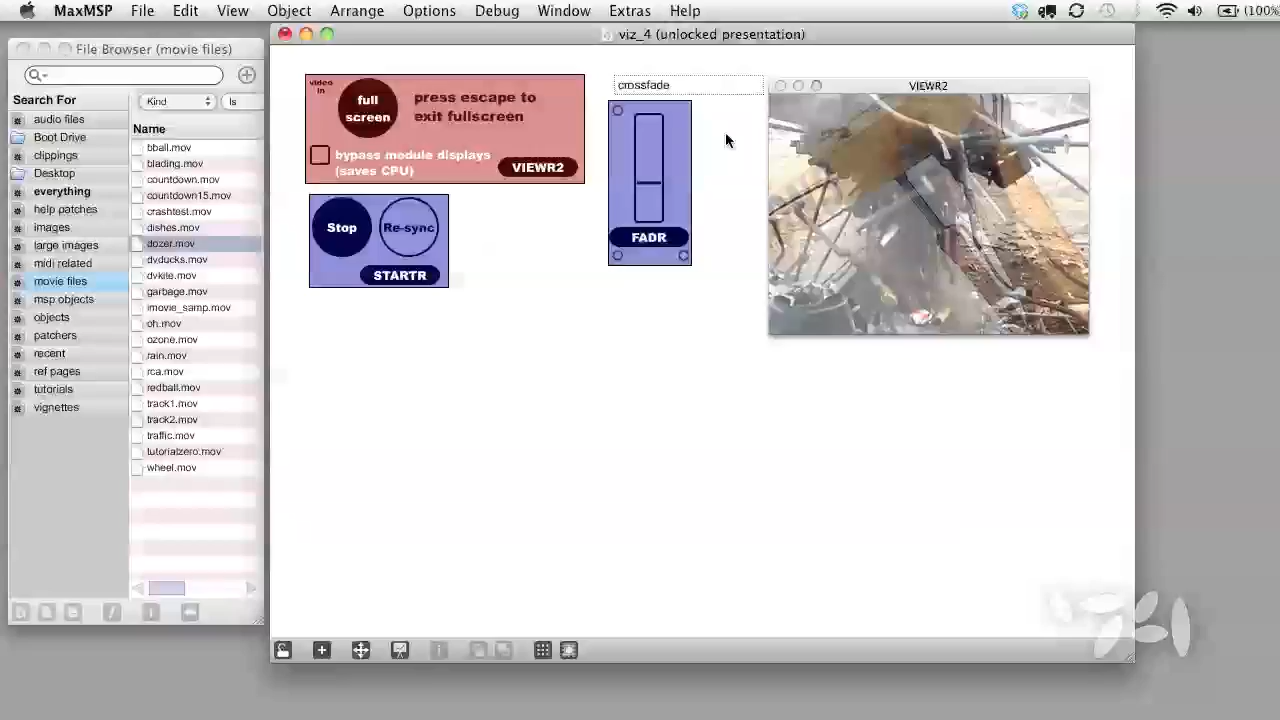 MaxMSP File Edit View Object Arrange Options Debug Window Extras Help (100%
File Browser (movie files)
Search For
audio files
Boot Drive
clippings
Desktop
everything
help patches
images
large images
midi related
movie files
msp objects
objects
patchers
recent
ref pages
tutorials
vignettes
Kind
Is
Name
bball.mov
blading.mov
countdown.mov
countdown15.mov
crashtest.mov
dishes.mov
dozer.mov
dvducks.mov
dvkite.mov
garbage.mov
imovie_samp.mov
oh.mov
ozone.mov
rain.mov
rca.mov
redball.mov
track1.mov
track2.mov
traffic.mov
tutorialzero.mov
wheel.mov
viz_4 (unlocked presentation)
video
in
full
screen
press escape to
exit fullscreen
bypass module displays
(saves CPU)
VIEWR2
Stop
Re-sync
STARTR
crossfade
FADR
VIEWR2